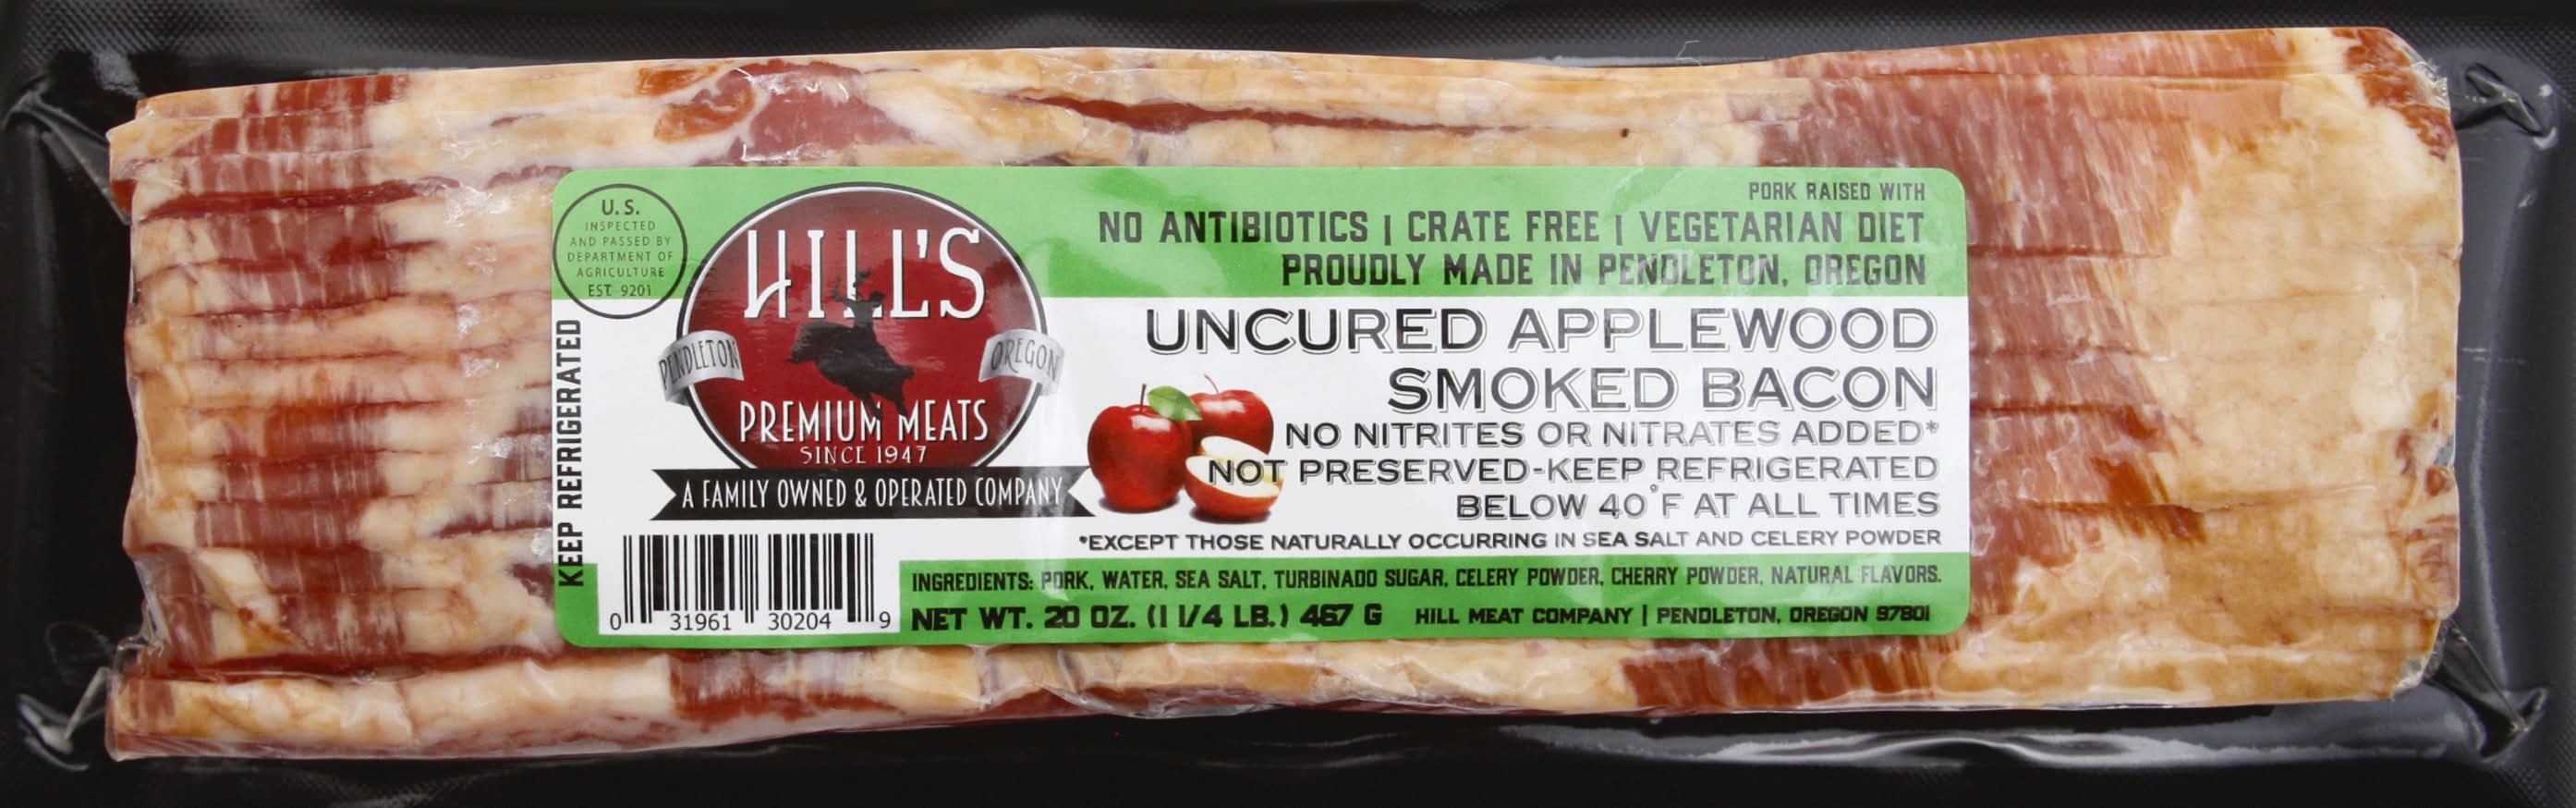 U. S.
INSPECTED
AND PASSED BY
DEPARTMENT OF
AGRICULTURE
EST. 9201
KEEP REFRIGERATED
HILL'S
PENDLETON
OREGON
PREMIUM MEATS
SINCE 1947
A FAMILY OWNED & OPERATED COMPANY
PORK RAISED WITH
NO ANTIBIOTICS | CRATE FREE | VEGETARIAN DIET
PROUDLY MADE IN PENDLETON, OREGON
UNCURED APPLEWOOD
SMOKED BACON
NO NITRITES OR NITRATES ADDED*
NOT PRESERVED-KEEP REFRIGERATED
BELOW 40°F AT ALL TIMES
*EXCEPT THOSE NATURALLY OCCURRING IN SEA SALT AND CELERY POWDER
INGREDIENTS: PORK, WATER, SEA SALT, TURBINADO SUGAR, CELERY POWDER, CHERRY POWDER, NATURAL FLAVORS.
NET WT. 20 OZ. (1 1/4 LB.) 467 G HILL MEAT COMPANY | PENDLETON, OREGON 97801
0 31961 30204 9